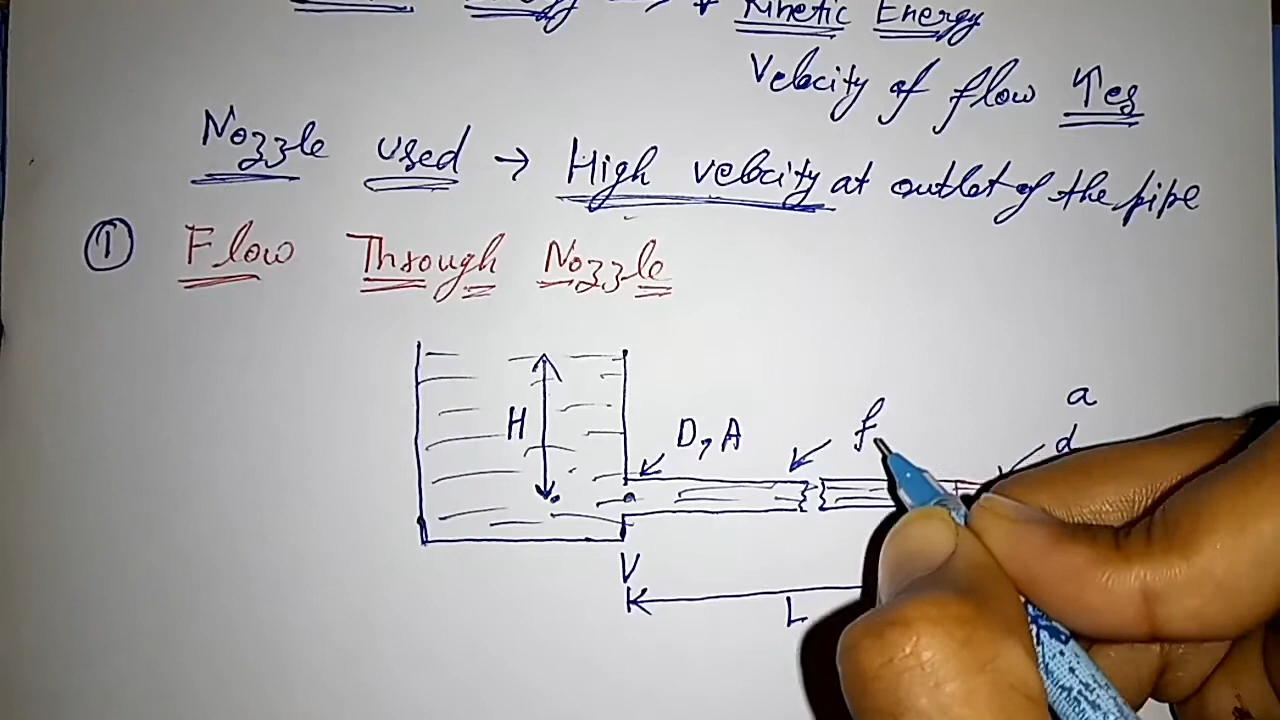 Kinetic Energy
Velocity of flow ↑es
Nozzle used → High velocity at outlet of the pipe
① Flow Through Nozzle
H
D, A
f
a
d
V
L